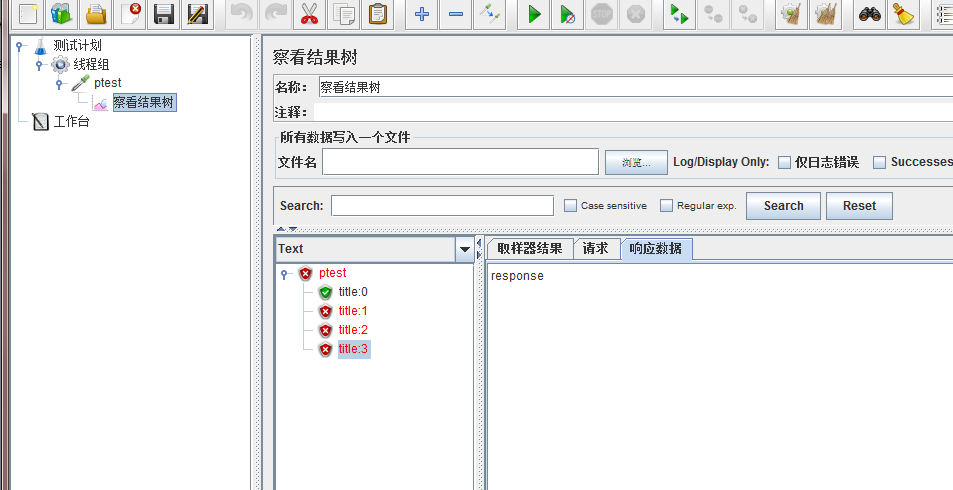 STOP
测试计划
线程组
ptest
察看结果树
工作台
察看结果树
名称： 察看结果树
注释：
所有数据写入一个文件
文件名 浏览... Log/Display Only: 仅日志错误 Successes
Search: Case sensitive Regular exp. Search Reset
Text
ptest
title:0
title:1
title:2
title:3
取样器结果 请求 响应数据
response